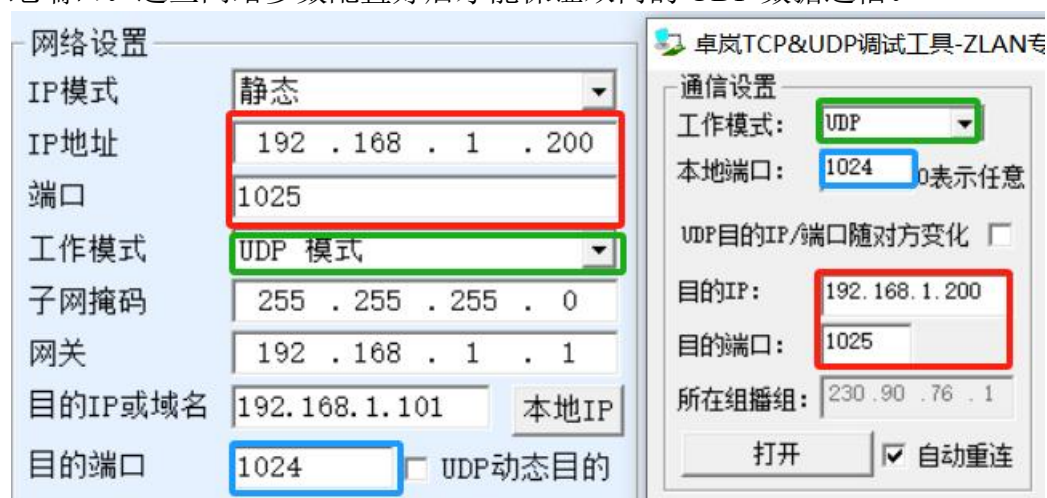 网络设置
IP模式 静态
IP地址 192 . 168 . 1 . 200
端口 1025
工作模式 UDP 模式
子网掩码 255 . 255 . 255 . 0
网关 192 . 168 . 1 . 1
目的IP或域名 192.168.1.101 本地IP
目的端口 1024 UDP动态目的
卓岚TCP&UDP调试工具-ZLAN专
通信设置
工作模式: UDP
本地端口: 1024 0表示任意
UDP目的IP/端口随对方变化
目的IP: 192.168.1.200
目的端口: 1025
所在组播组: 230 .90 .76 . 1
打开 自动重连